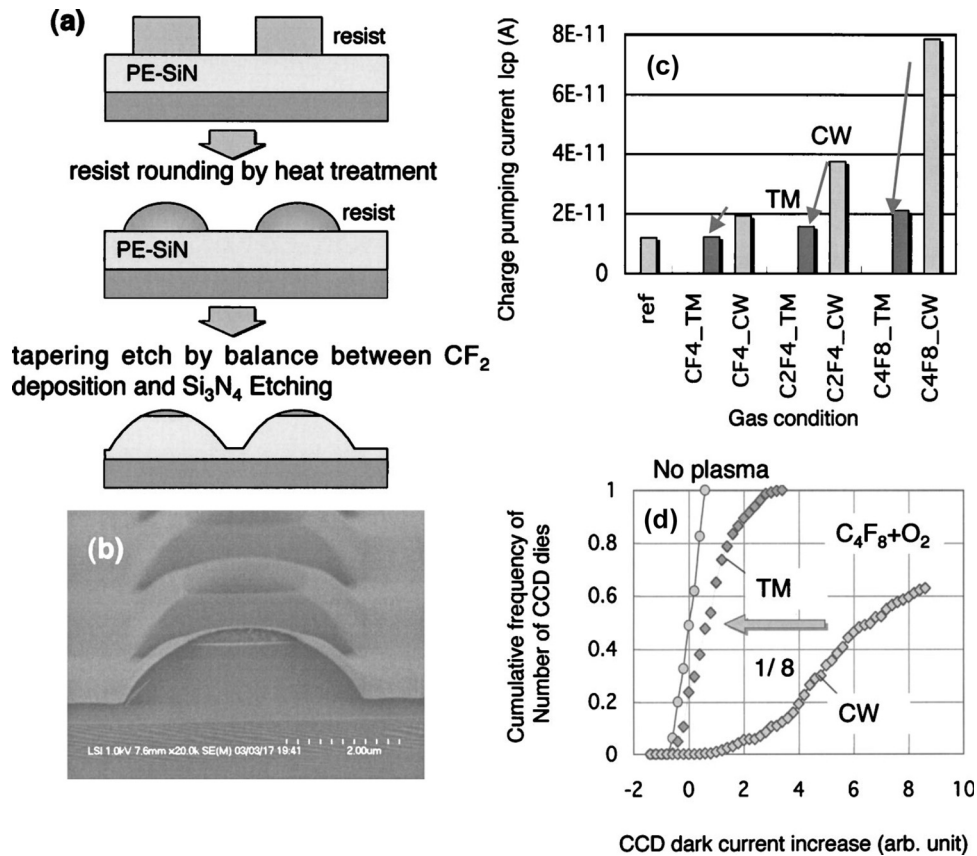 (a)
resist
PE-SiN
resist rounding by heat treatment
resist
PE-SiN
tapering etch by balance between CF2
deposition and Si3N4 Etching
(b)
LSI 1.0kV 7.6mm x20.0k SE(M) 03/03/17 19:41
2.00um
Charge pumping current Icp (A)
8E-11
6E-11
4E-11
2E-11
0
(c)
CW
TM
ref
CF4_TM
CF4_CW
C2F4_TM
C2F4_CW
C4F8_TM
C4F8_CW
Gas condition
No plasma
Cumulative frequency of
Number of CCD dies
1
0.8
0.6
0.4
0.2
0
(d)
C4F8+O2
TM
1/ 8
CW
-2
0
2
4
6
8
10
CCD dark current increase (arb. unit)